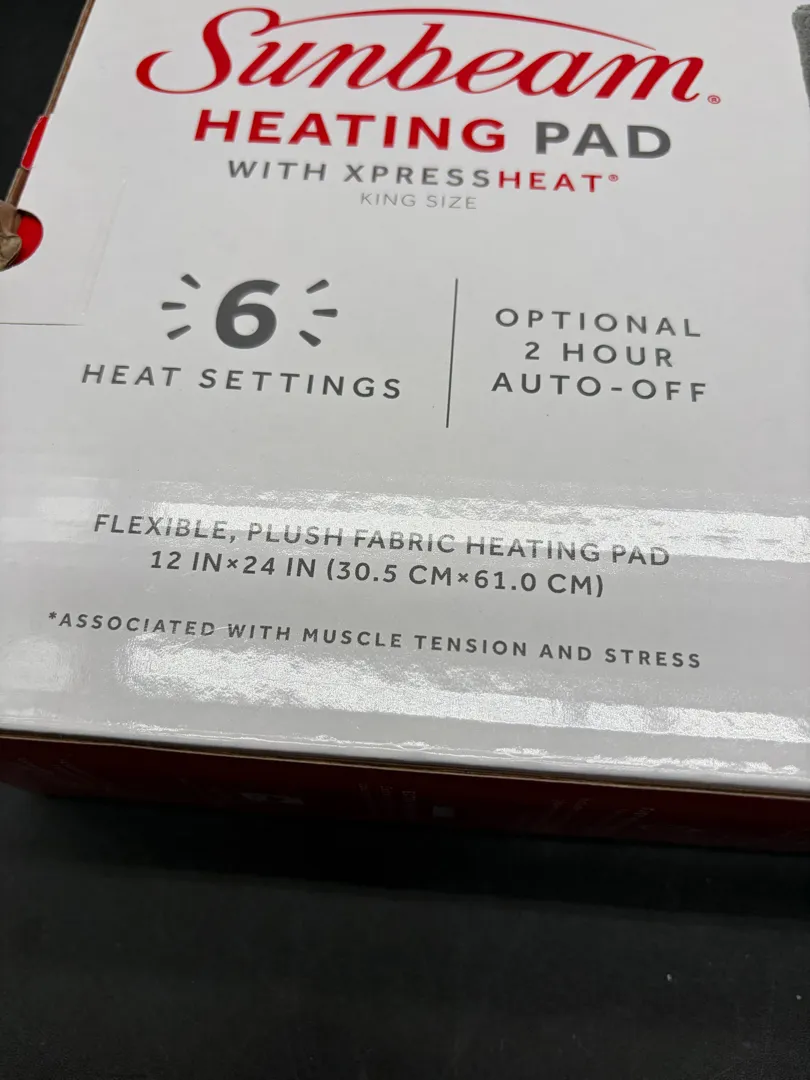 Sunbeam®
HEATING PAD
WITH XPRESSHEAT®
KING SIZE
6
HEAT SETTINGS
OPTIONAL
2 HOUR
AUTO-OFF
FLEXIBLE, PLUSH FABRIC HEATING PAD
12 IN×24 IN (30.5 CM×61.0 CM)
*ASSOCIATED WITH MUSCLE TENSION AND STRESS